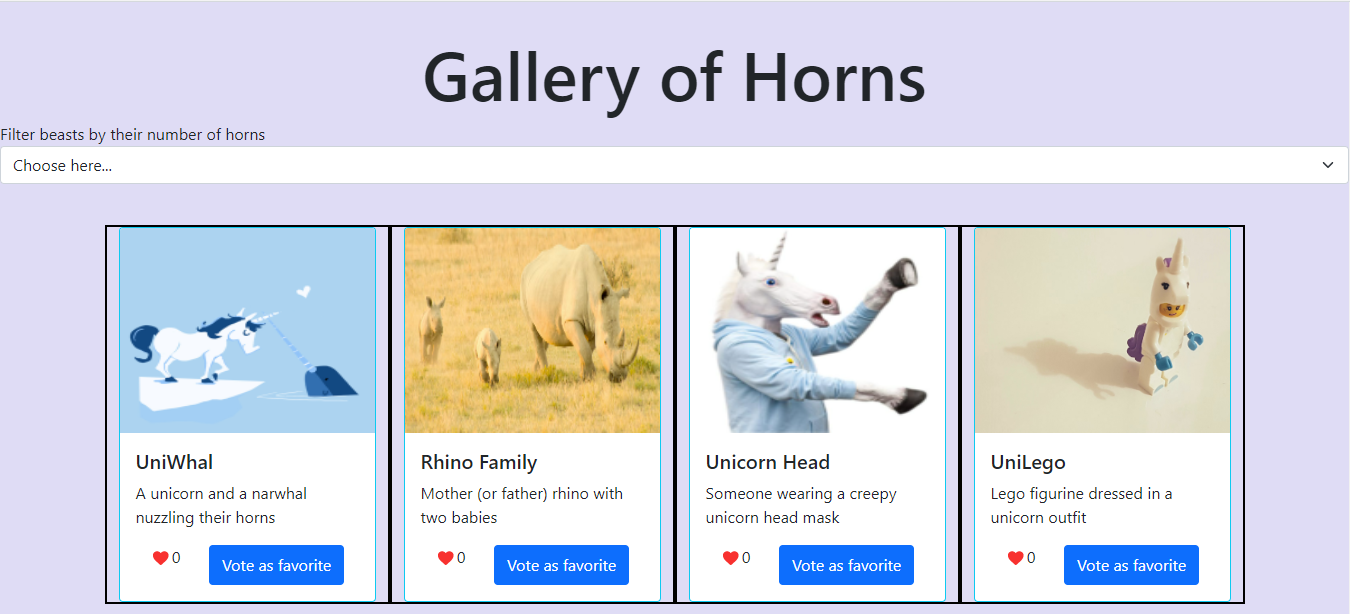 Gallery of Horns
Filter beasts by their number of horns
Choose here...
UniWhal
A unicorn and a narwhal
nuzzling their horns
0
Vote as favorite
Rhino Family
Mother (or father) rhino with
two babies
0
Vote as favorite
Unicorn Head
Someone wearing a creepy
unicorn head mask
0
Vote as favorite
UniLego
Lego figurine dressed in a
unicorn outfit
0
Vote as favorite